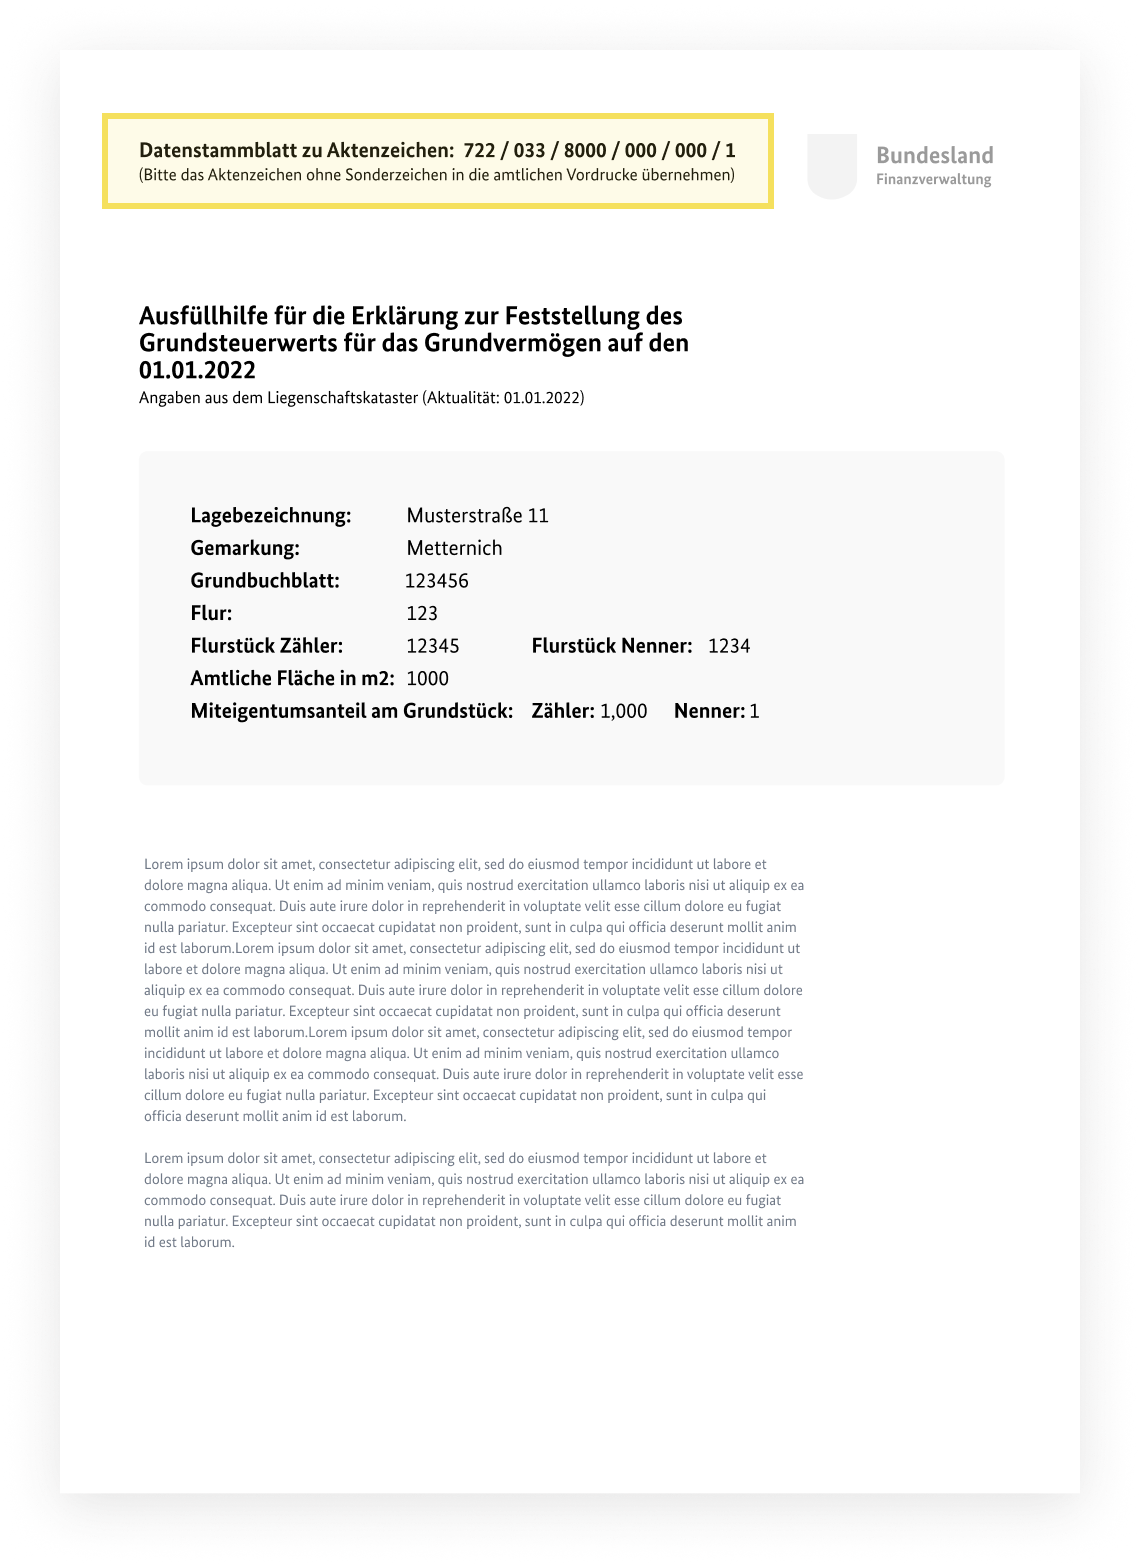 Datenstammblatt zu Aktenzeichen: 722 / 033 / 8000 / 000 / 000 / 1
(Bitte das Aktenzeichen ohne Sonderzeichen in die amtlichen Vordrucke übernehmen)
Bundesland
Finanzverwaltung
Ausfüllhilfe für die Erklärung zur Feststellung des
Grundsteuerwerts für das Grundvermögen auf den
01.01.2022
Angaben aus dem Liegenschaftskataster (Aktualität: 01.01.2022)
Lagebezeichnung: Musterstraße 11
Gemarkung: Metternich
Grundbuchblatt: 123456
Flur: 123
Flurstück Zähler: 12345 Flurstück Nenner: 1234
Amtliche Fläche in m2: 1000
Miteigentumsanteil am Grundstück: Zähler: 1,000 Nenner: 1
Lorem ipsum dolor sit amet, consectetur adipiscing elit, sed do eiusmod tempor incididunt ut labore et
dolore magna aliqua. Ut enim ad minim veniam, quis nostrud exercitation ullamco laboris nisi ut aliquip ex ea
commodo consequat. Duis aute irure dolor in reprehenderit in voluptate velit esse cillum dolore eu fugiat
nulla pariatur. Excepteur sint occaecat cupidatat non proident, sunt in culpa qui officia deserunt mollit anim
id est laborum.Lorem ipsum dolor sit amet, consectetur adipiscing elit, sed do eiusmod tempor incididunt ut
labore et dolore magna aliqua. Ut enim ad minim veniam, quis nostrud exercitation ullamco laboris nisi ut
aliquip ex ea commodo consequat. Duis aute irure dolor in reprehenderit in voluptate velit esse cillum dolore
eu fugiat nulla pariatur. Excepteur sint occaecat cupidatat non proident, sunt in culpa qui officia deserunt
mollit anim id est laborum.Lorem ipsum dolor sit amet, consectetur adipiscing elit, sed do eiusmod tempor
incididunt ut labore et dolore magna aliqua. Ut enim ad minim veniam, quis nostrud exercitation ullamco
laboris nisi ut aliquip ex ea commodo consequat. Duis aute irure dolor in reprehenderit in voluptate velit esse
cillum dolore eu fugiat nulla pariatur. Excepteur sint occaecat cupidatat non proident, sunt in culpa qui
officia deserunt mollit anim id est laborum.
Lorem ipsum dolor sit amet, consectetur adipiscing elit, sed do eiusmod tempor incididunt ut labore et
dolore magna aliqua. Ut enim ad minim veniam, quis nostrud exercitation ullamco laboris nisi ut aliquip ex ea
commodo consequat. Duis aute irure dolor in reprehenderit in voluptate velit esse cillum dolore eu fugiat
nulla pariatur. Excepteur sint occaecat cupidatat non proident, sunt in culpa qui officia deserunt mollit anim
id est laborum.